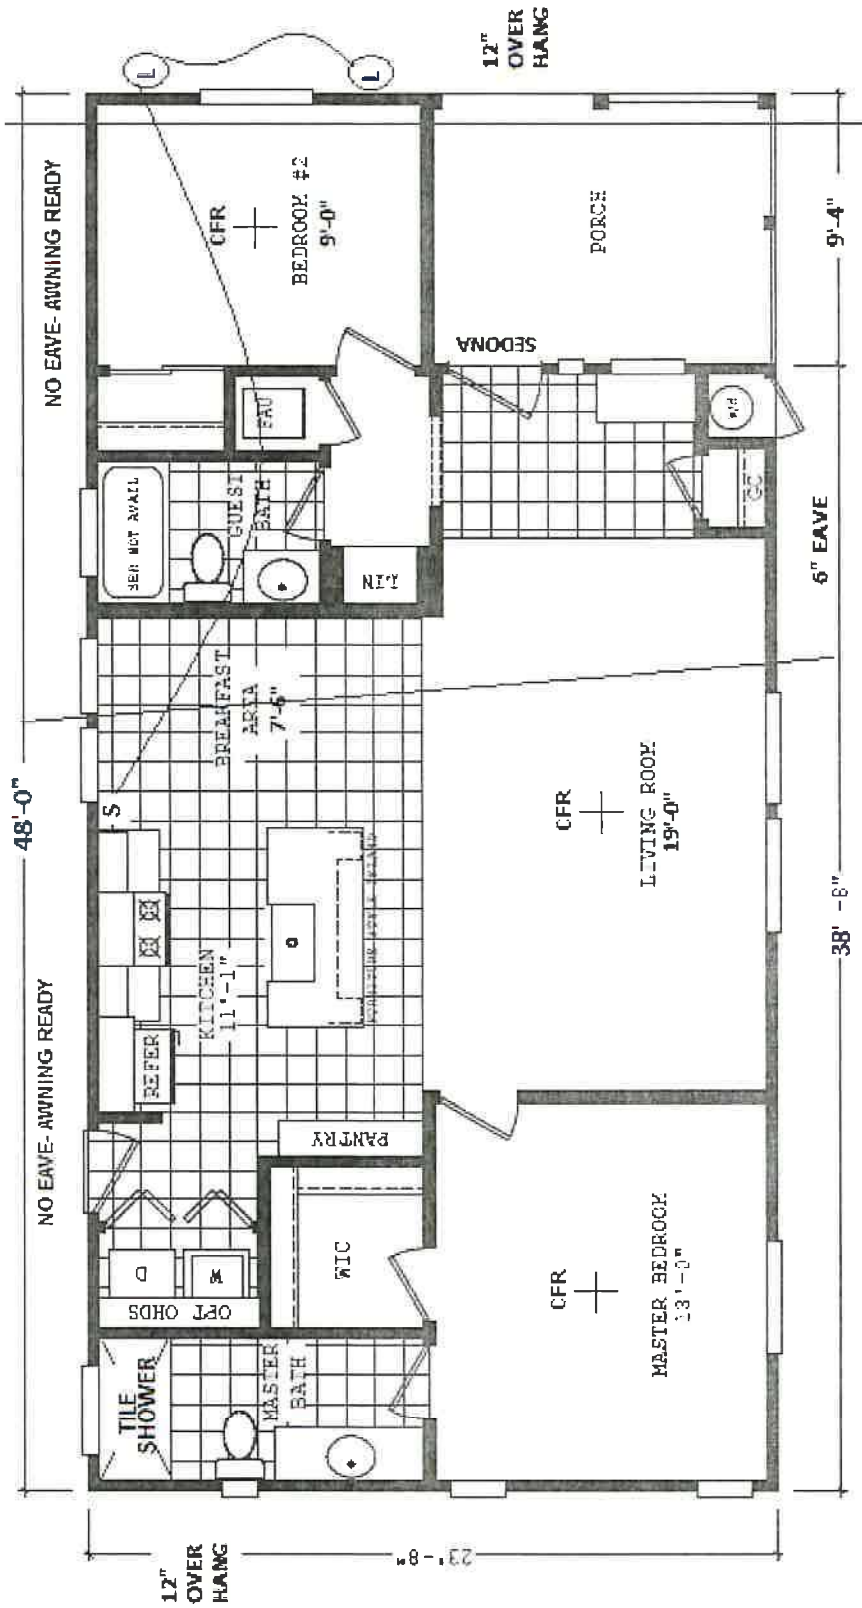 12"
OVER
HANG
NO EAVE- AWNING READY
48'-0"
NO EAVE- AWNING READY
12"
OVER
HANG
L
L
TILE
SHOWER
MASTER
BATH
OPT OHDS
D
W
WIC
PANTRY
REFER
KITCHEN
11'-1"
S
BREAKFAST
AREA
7'-6"
GUEST
BATH
LIN
FAU
CFR
BEDROOM #2
9'-0"
SEDONA
PORCH
W/H
GC
CFR
LIVING ROOM
19'-0"
CFR
MASTER BEDROOM
13'-0"
23'-8"
38'-8"
6" EAVE
9'-4"